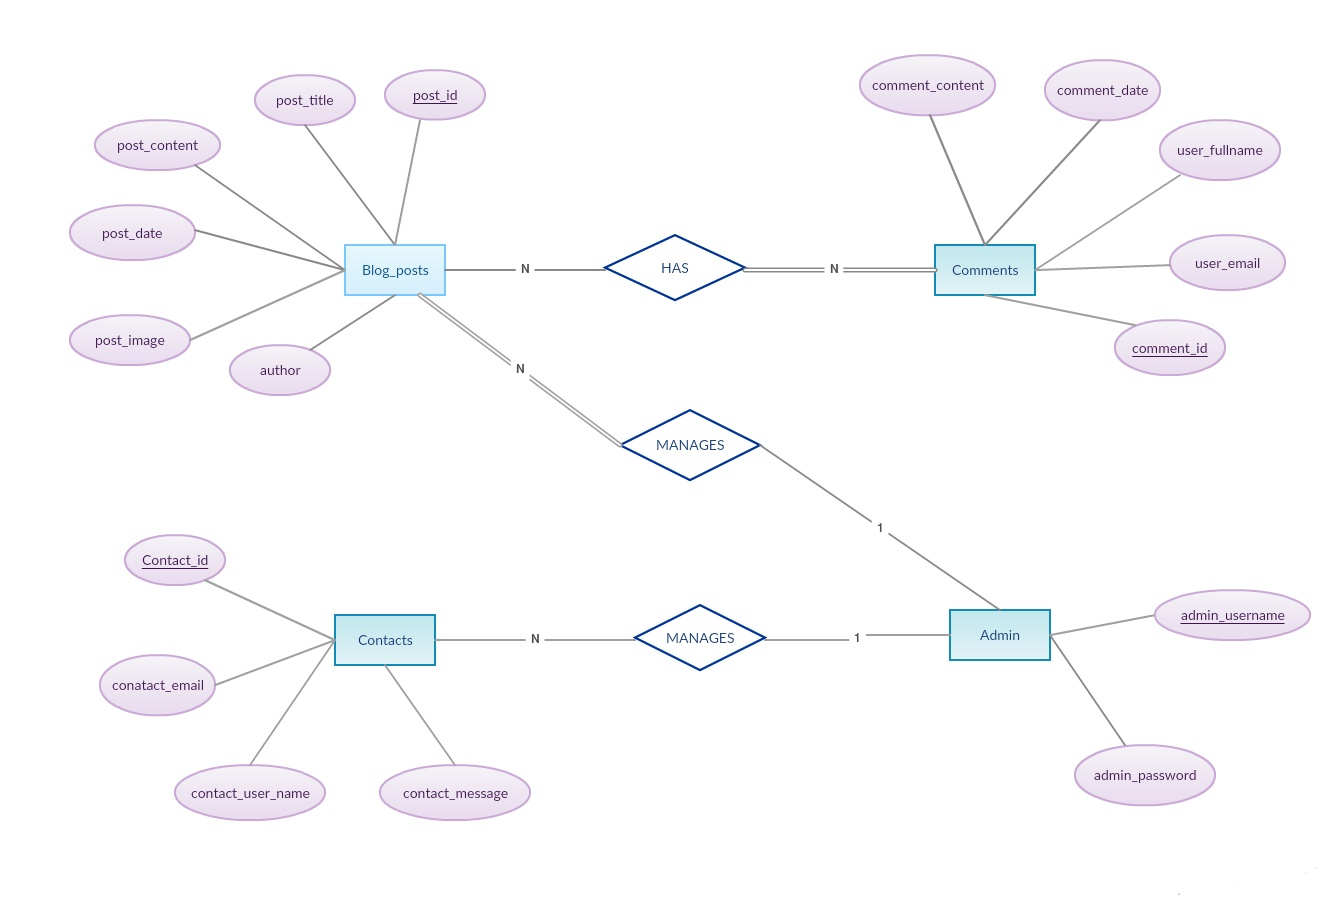 comment_content
comment_date
post_title
post_id
post_content
user_fullname
post_date
user_email
Blog_posts
N
HAS
N
Comments
post_image
comment_id
author
N
MANAGES
1
Contact_id
admin_username
Contacts
N
MANAGES
1
Admin
conatact_email
contact_user_name
contact_message
admin_password